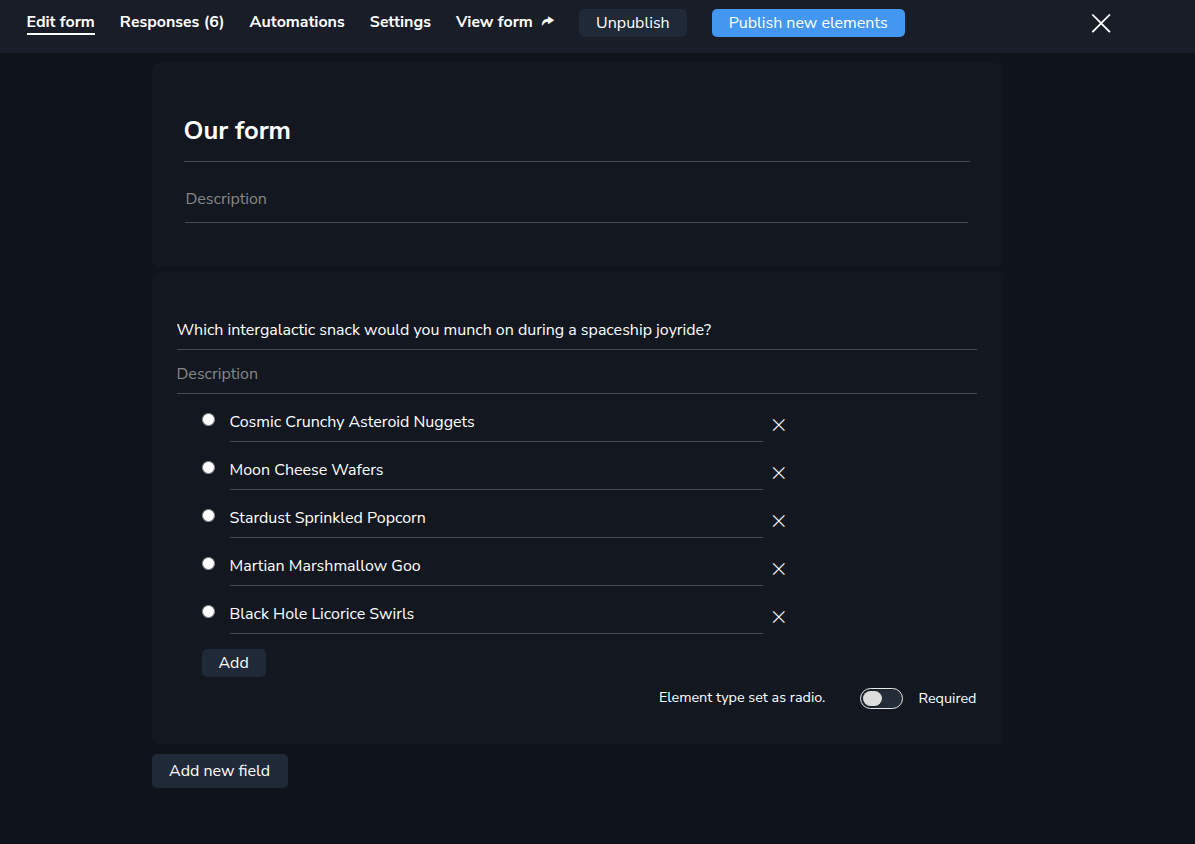 Edit form Responses (6) Automations Settings View form Unpublish Publish new elements
Our form
Description
Which intergalactic snack would you munch on during a spaceship joyride?
Description
Cosmic Crunchy Asteroid Nuggets
Moon Cheese Wafers
Stardust Sprinkled Popcorn
Martian Marshmallow Goo
Black Hole Licorice Swirls
Add
Element type set as radio. Required
Add new field